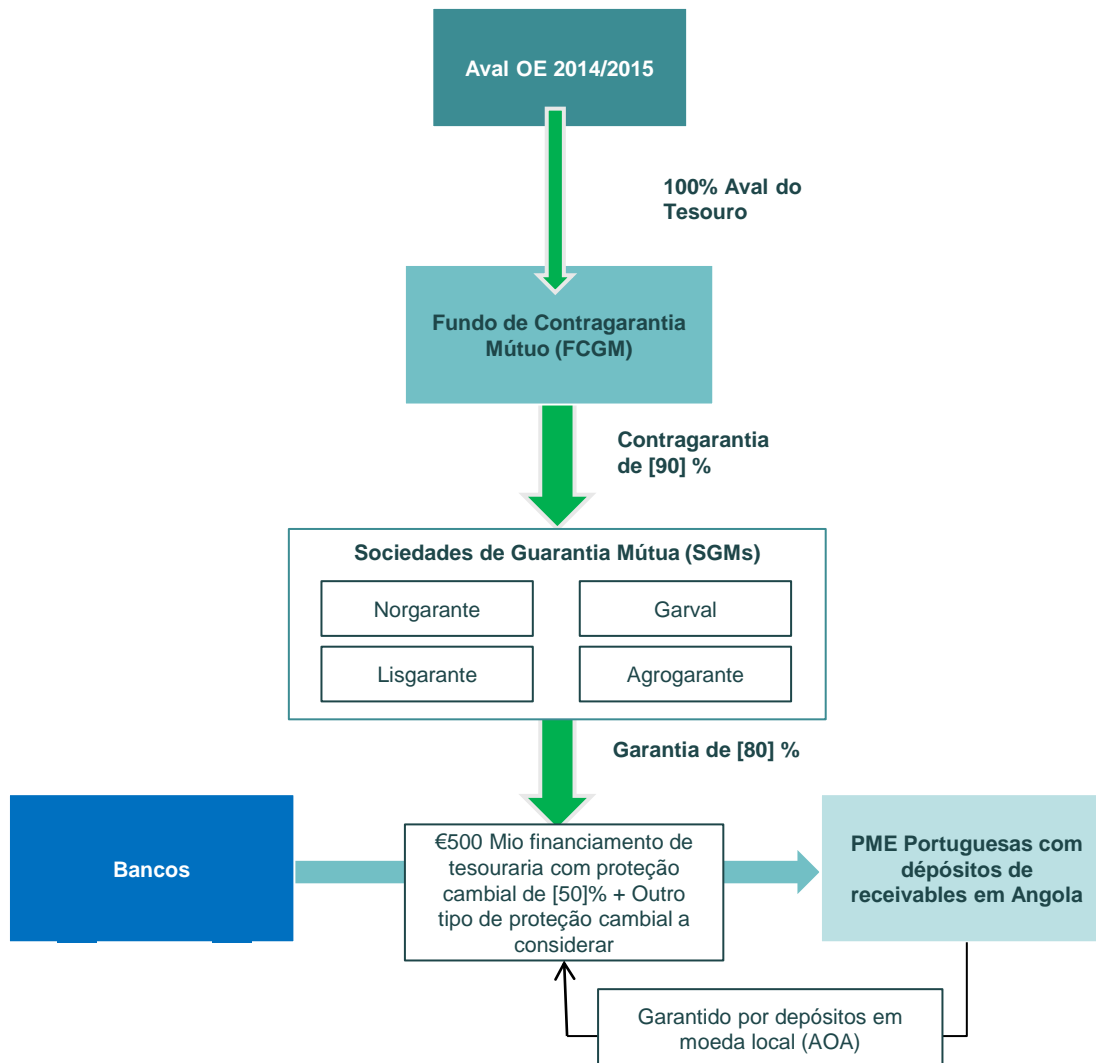 Aval OE 2014/2015
100% Aval do
Tesouro
Fundo de Contragarantia
Mútuo (FCGM)
Contragarantia
de [90] %
Sociedades de Guarantia Mútua (SGMs)
Norgarante
Garval
Lisgarante
Agrogarante
Garantia de [80] %
Bancos
€500 Mio financiamento de
tesouraria com proteção
cambial de [50]% + Outro
tipo de proteção cambial a
considerar
PME Portuguesas com
dépósitos de
receivables em Angola
Garantido por depósitos em
moeda local (AOA)